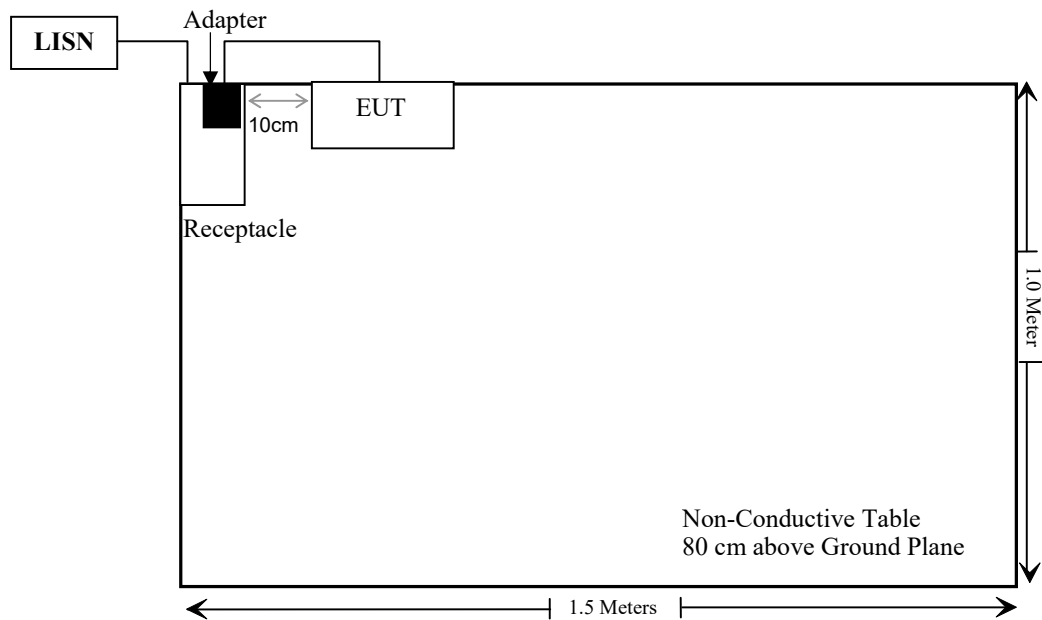 Adapter
LISN
EUT
10cm
Receptacle
1.0 Meter
Non-Conductive Table
80 cm above Ground Plane
1.5 Meters